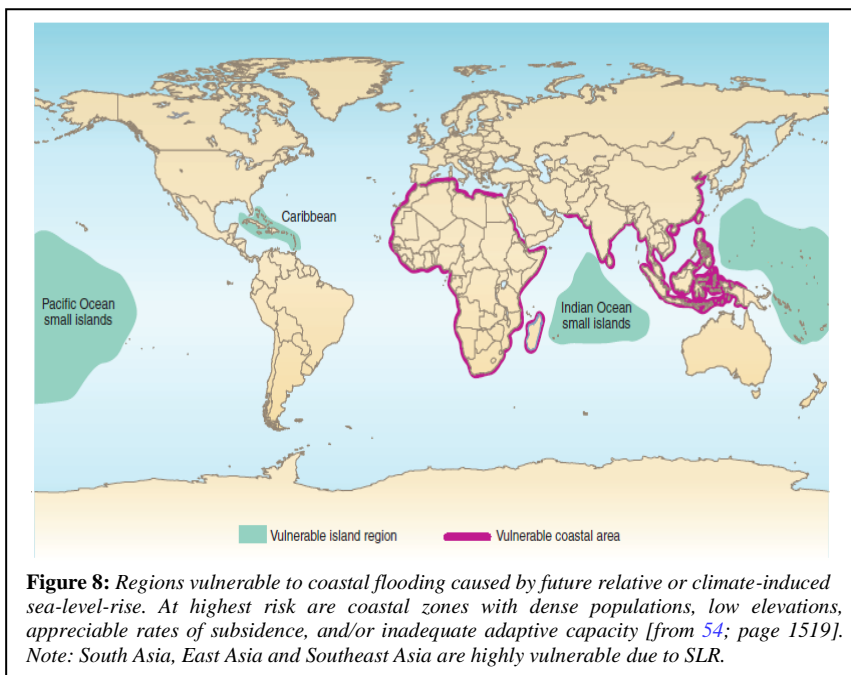 Caribbean
Pacific Ocean
small islands
Indian Ocean
small islands
Vulnerable island region
Vulnerable coastal area
Figure 8: Regions vulnerable to coastal flooding caused by future relative or climate-induced
sea-level-rise. At highest risk are coastal zones with dense populations, low elevations,
appreciable rates of subsidence, and/or inadequate adaptive capacity [from 54; page 1519].
Note: South Asia, East Asia and Southeast Asia are highly vulnerable due to SLR.